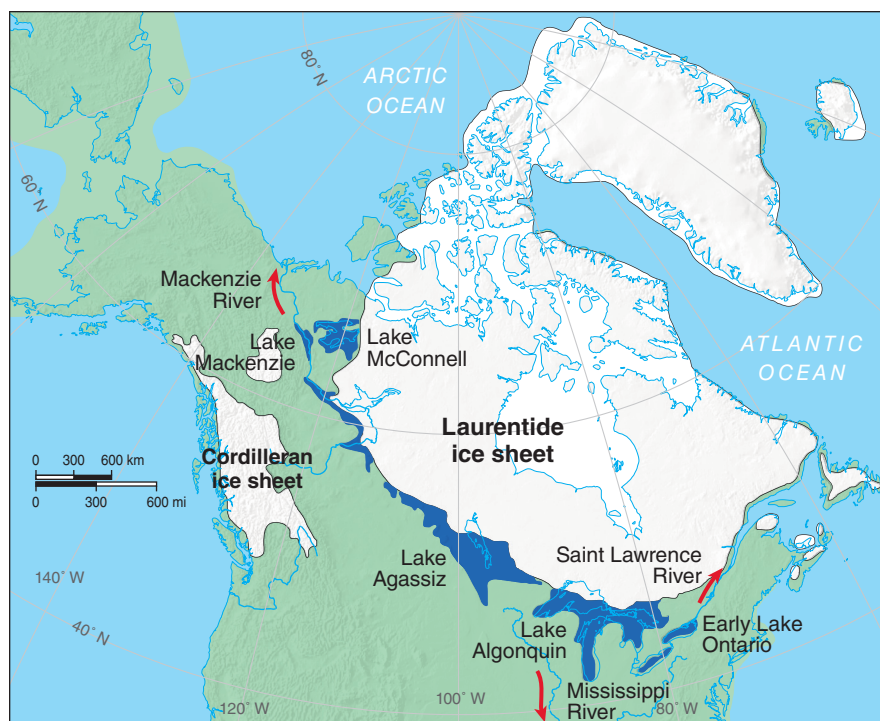 80° N
ARCTIC
OCEAN
60° N
Mackenzie
River
Lake
Mackenzie
Lake
McConnell
ATLANTIC
OCEAN
Laurentide
ice sheet
Cordilleran
ice sheet
0 300 600 km
0 300 600 mi
Lake
Agassiz
Saint Lawrence
River
140° W
40° N
Lake
Algonquin
Early Lake
Ontario
Mississippi
River
120° W
100° W
80° W